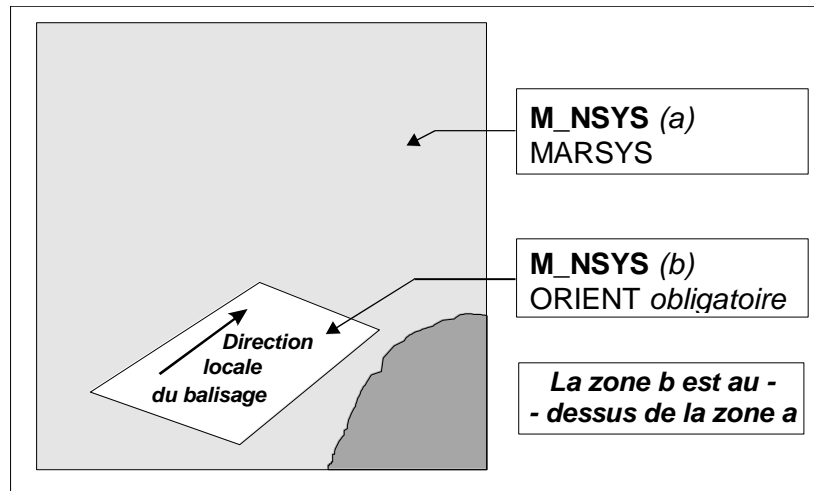 M_NSYS (a)
MARSYS
M_NSYS (b)
ORIENT obligatoire
Direction
locale
du balisage
La zone b est au -
- dessus de la zone a